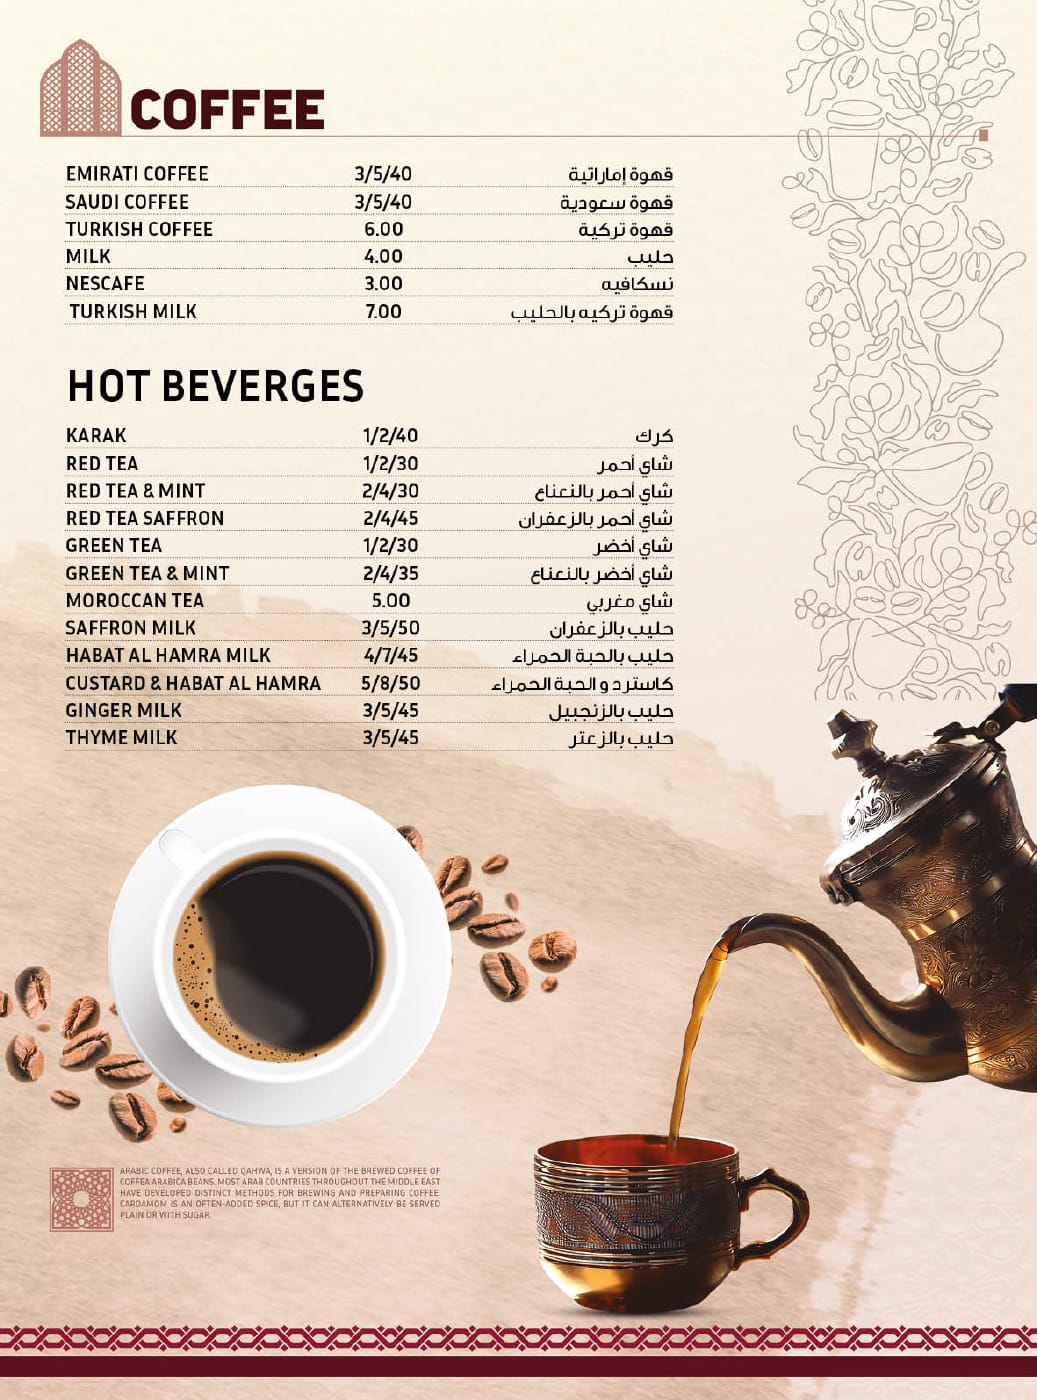 COFFEE
EMIRATI COFFEE 3/5/40 قهوة إماراتية
SAUDI COFFEE 3/5/40 قهوة سعودية
TURKISH COFFEE 6.00 قهوة تركية
MILK 4.00 حليب
NESCAFE 3.00 نسكافيه
TURKISH MILK 7.00 قهوة تركيه بالحليب
HOT BEVERGES
KARAK 1/2/40 كرك
RED TEA 1/2/30 شاي أحمر
RED TEA & MINT 2/4/30 شاي أحمر بالنعناع
RED TEA SAFFRON 2/4/45 شاي أحمر بالزعفران
GREEN TEA 1/2/30 شاي أخضر
GREEN TEA & MINT 2/4/35 شاي أخضر بالنعناع
MOROCCAN TEA 5.00 شاي مغربي
SAFFRON MILK 3/5/50 حليب بالزعفران
HABAT AL HAMRA MILK 4/7/45 حليب بالحبة الحمراء
CUSTARD & HABAT AL HAMRA 5/8/50 كاسترد و الحبة الحمراء
GINGER MILK 3/5/45 حليب بالزنجبيل
THYME MILK 3/5/45 حليب بالزعتر
ARABIC COFFEE, ALSO CALLED QAHWA, IS A VERSION OF THE BREWED COFFEE OF
COFFEA ARABICA BEANS. MOST ARAB COUNTRIES THROUGHOUT THE MIDDLE EAST
HAVE DEVELOPED DISTINCT METHODS FOR BREWING AND PREPARING COFFEE.
CARDAMOM IS AN OFTEN-ADDED SPICE, BUT IT CAN ALTERNATIVELY BE SERVED
PLAIN OR WITH SUGAR.